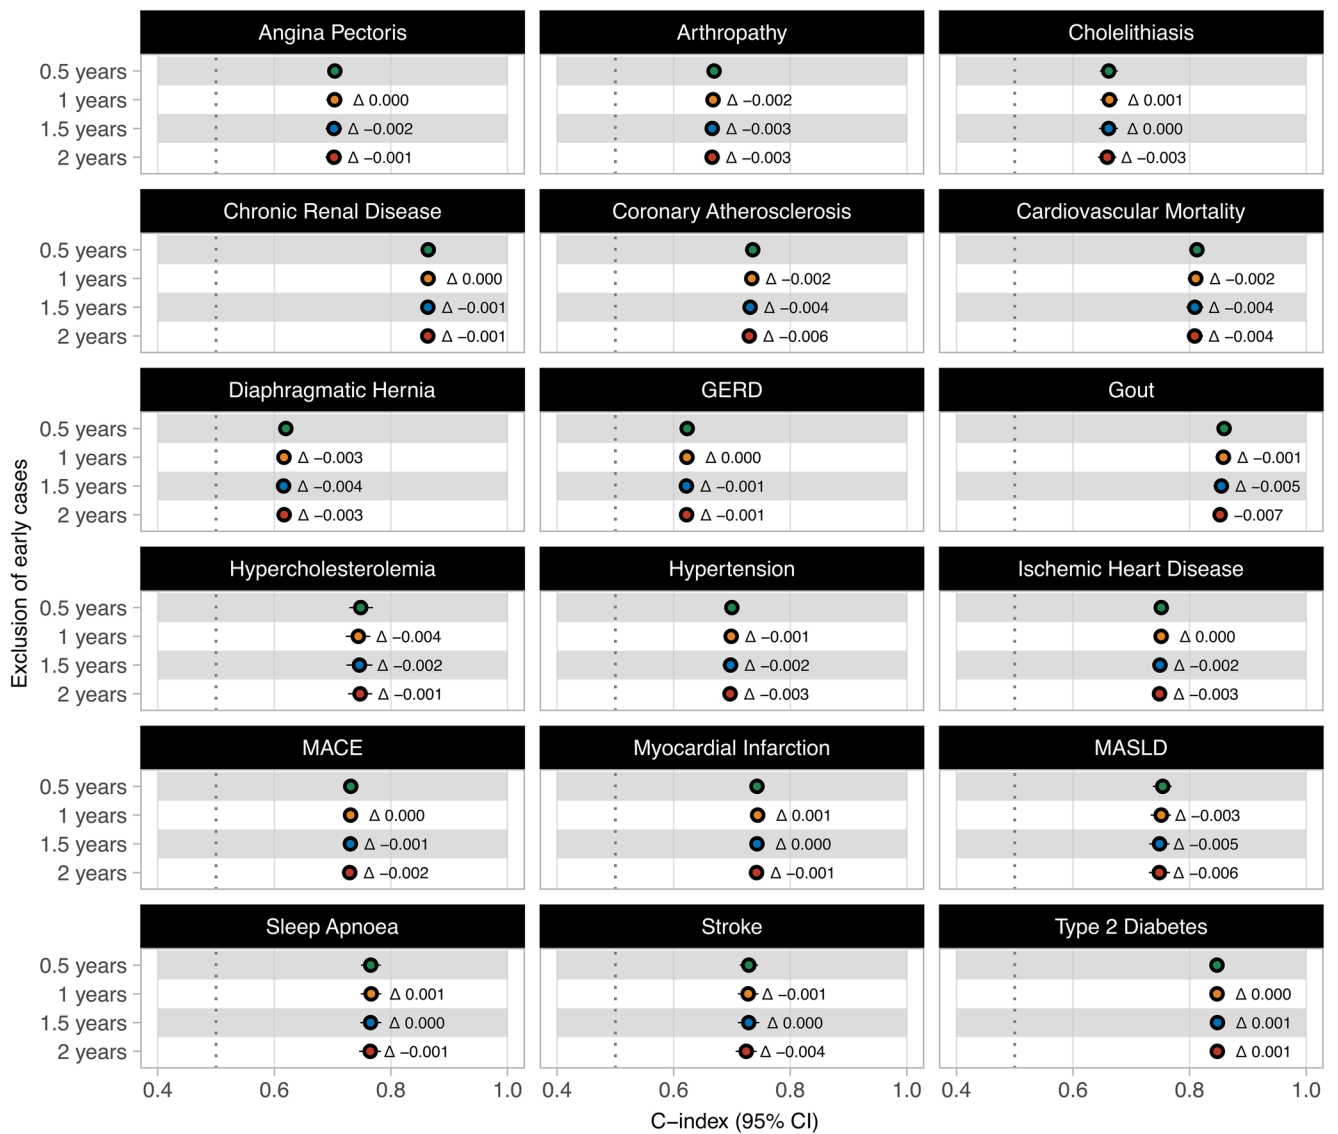 Angina Pectoris Arthropathy Cholelithiasis
0.5 years
1 years Δ 0.000 Δ −0.002 Δ 0.001
1.5 years Δ −0.002 Δ −0.003 Δ 0.000
2 years Δ −0.001 Δ −0.003 Δ −0.003
Chronic Renal Disease Coronary Atherosclerosis Cardiovascular Mortality
0.5 years
1 years Δ 0.000 Δ −0.002 Δ −0.002
1.5 years Δ −0.001 Δ −0.004 Δ −0.004
2 years Δ −0.001 Δ −0.006 Δ −0.004
Diaphragmatic Hernia GERD Gout
0.5 years
1 years Δ −0.003 Δ 0.000 Δ −0.001
1.5 years Δ −0.004 Δ −0.001 Δ −0.005
2 years Δ −0.003 Δ −0.001 −0.007
Exclusion of early cases
Hypercholesterolemia Hypertension Ischemic Heart Disease
0.5 years
1 years Δ −0.004 Δ −0.001 Δ 0.000
1.5 years Δ −0.002 Δ −0.002 Δ −0.002
2 years Δ −0.001 Δ −0.003 Δ −0.003
MACE Myocardial Infarction MASLD
0.5 years
1 years Δ 0.000 Δ 0.001 Δ −0.003
1.5 years Δ −0.001 Δ 0.000 Δ −0.005
2 years Δ −0.002 Δ −0.001 Δ −0.006
Sleep Apnoea Stroke Type 2 Diabetes
0.5 years
1 years Δ 0.001 Δ −0.001 Δ 0.000
1.5 years Δ 0.000 Δ 0.000 Δ 0.001
2 years Δ −0.001 Δ −0.004 Δ 0.001
0.4 0.6 0.8 1.0 0.4 0.6 0.8 1.0 0.4 0.6 0.8 1.0
C−index (95% CI)